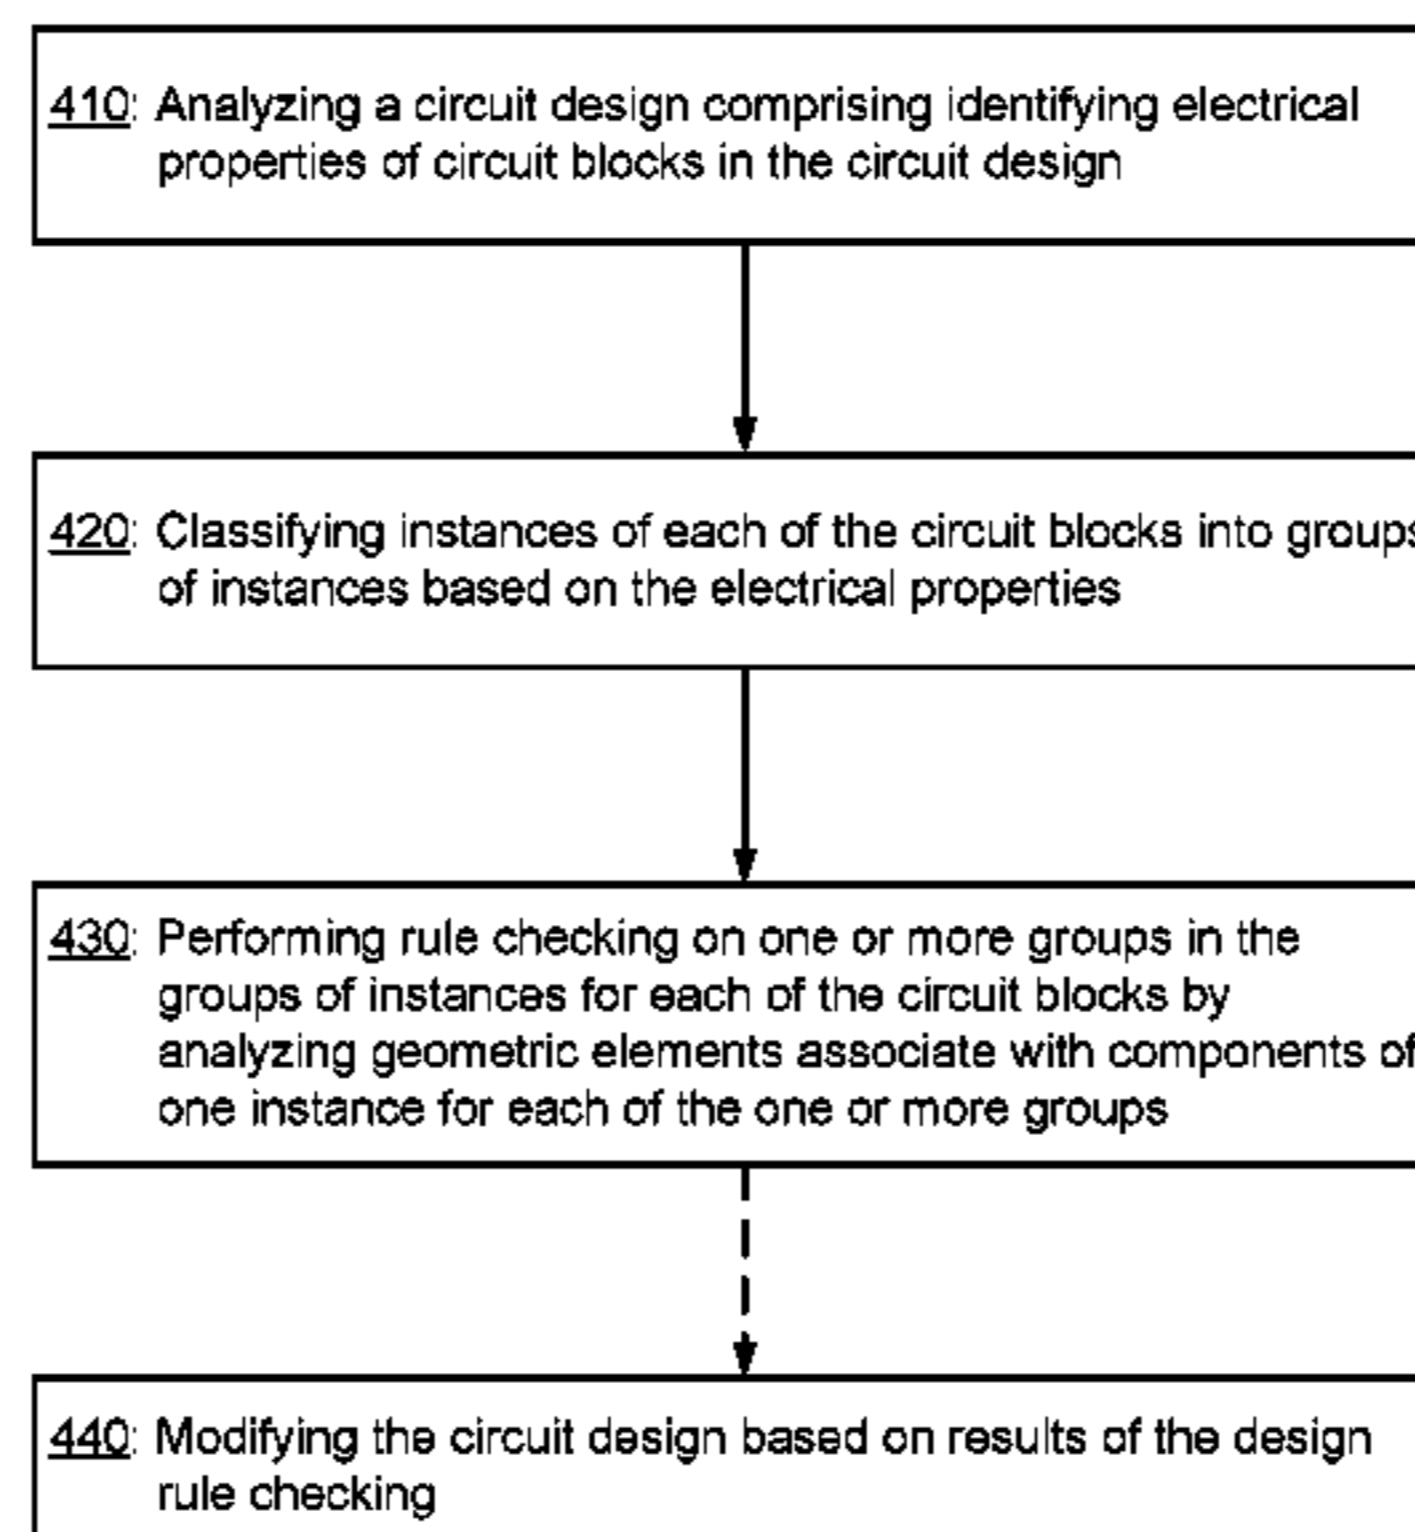 410: Analyzing a circuit design comprising identifying electrical
properties of circuit blocks in the circuit design
420: Classifying instances of each of the circuit blocks into groups
of instances based on the electrical properties
430: Performing rule checking on one or more groups in the
groups of instances for each of the circuit blocks by
analyzing geometric elements associate with components of
one instance for each of the one or more groups
440: Modifying the circuit design based on results of the design
rule checking